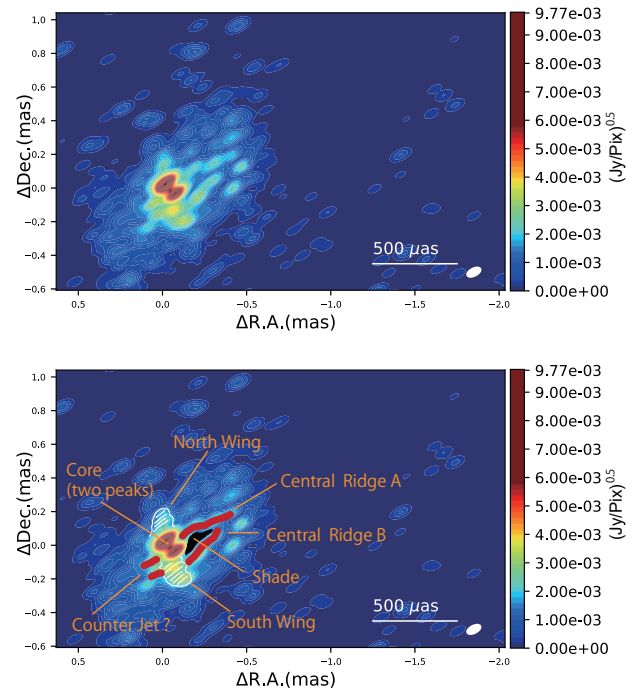 9.77e-03
9.00e-03
8.00e-03
7.00e-03
6.00e-03
5.00e-03
4.00e-03
3.00e-03
2.00e-03
1.00e-03
0.00e+00
(Jy/Pix)^0.5
1.0
0.8
0.6
0.4
0.2
0.0
−0.2
−0.4
−0.6
ΔDec.(mas)
500 μas
0.5
0.0
−0.5
−1.0
−1.5
−2.0
ΔR.A.(mas)
9.77e-03
9.00e-03
8.00e-03
7.00e-03
6.00e-03
5.00e-03
4.00e-03
3.00e-03
2.00e-03
1.00e-03
0.00e+00
(Jy/Pix)^0.5
1.0
0.8
0.6
0.4
0.2
0.0
−0.2
−0.4
−0.6
ΔDec.(mas)
North Wing
Core
(two peaks)
Central Ridge A
Central Ridge B
Shade
Counter Jet ?
South Wing
500 μas
0.5
0.0
−0.5
−1.0
−1.5
−2.0
ΔR.A.(mas)